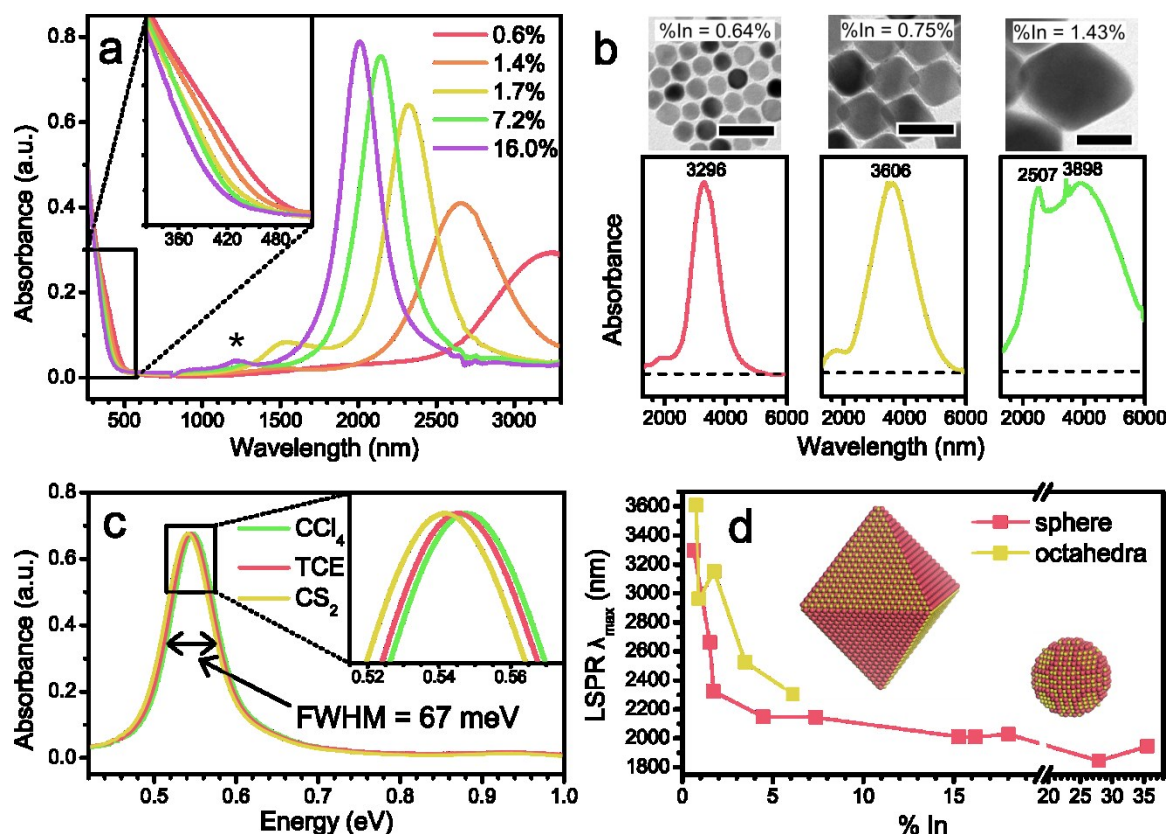 a
0.6%
1.4%
1.7%
7.2%
16.0%
*
Absorbance (a.u.)
0.8
0.6
0.4
0.2
0.0
360 420 480
500 1000 1500 2000 2500 3000
Wavelength (nm)
b
%In = 0.64%
%In = 0.75%
%In = 1.43%
Absorbance
3296
3606
2507 3898
2000 4000 6000
2000 4000 6000
2000 4000 6000
Wavelength (nm)
c
CCl4
TCE
CS2
Absorbance (a.u.)
0.8
0.6
0.4
0.2
0.0
0.52 0.54 0.56
FWHM = 67 meV
0.5 0.6 0.7 0.8 0.9 1.0
Energy (eV)
d
sphere
octahedra
LSPR λmax (nm)
3600
3400
3200
3000
2800
2600
2400
2200
2000
1800
0 5 10 15 20 25 30 35
% In